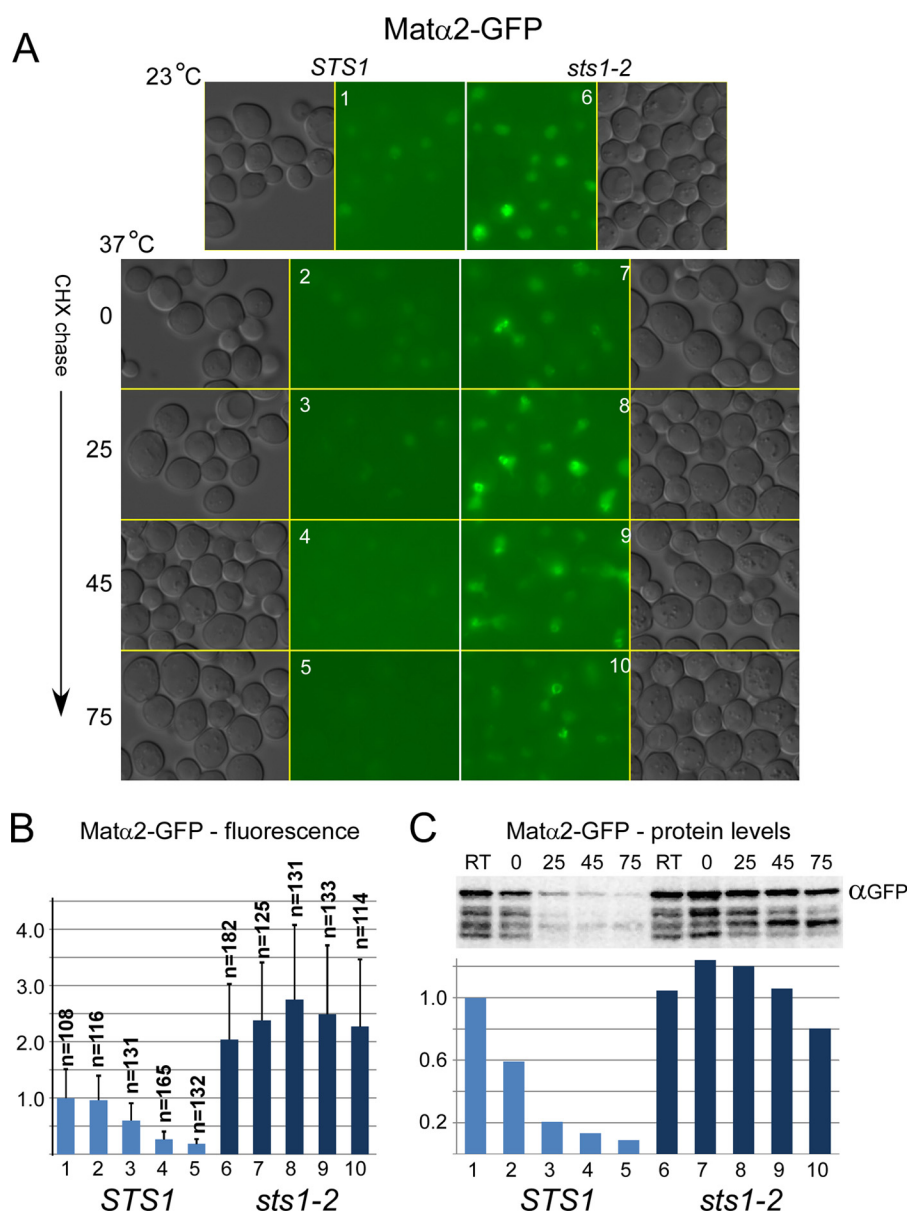 A
Matα2-GFP
STS1 sts1-2
23°C
1 6
37°C
CHX chase
0 2 7
25 3 8
45 4 9
75 5 10
B
Matα2-GFP - fluorescence
4.0
3.0
2.0
1.0
n=108
n=116
n=131
n=165
n=132
n=182
n=125
n=131
n=133
n=114
1 2 3 4 5 6 7 8 9 10
STS1 sts1-2
C
Matα2-GFP - protein levels
RT 0 25 45 75 RT 0 25 45 75
αGFP
1.0
0.6
0.2
1 2 3 4 5 6 7 8 9 10
STS1 sts1-2